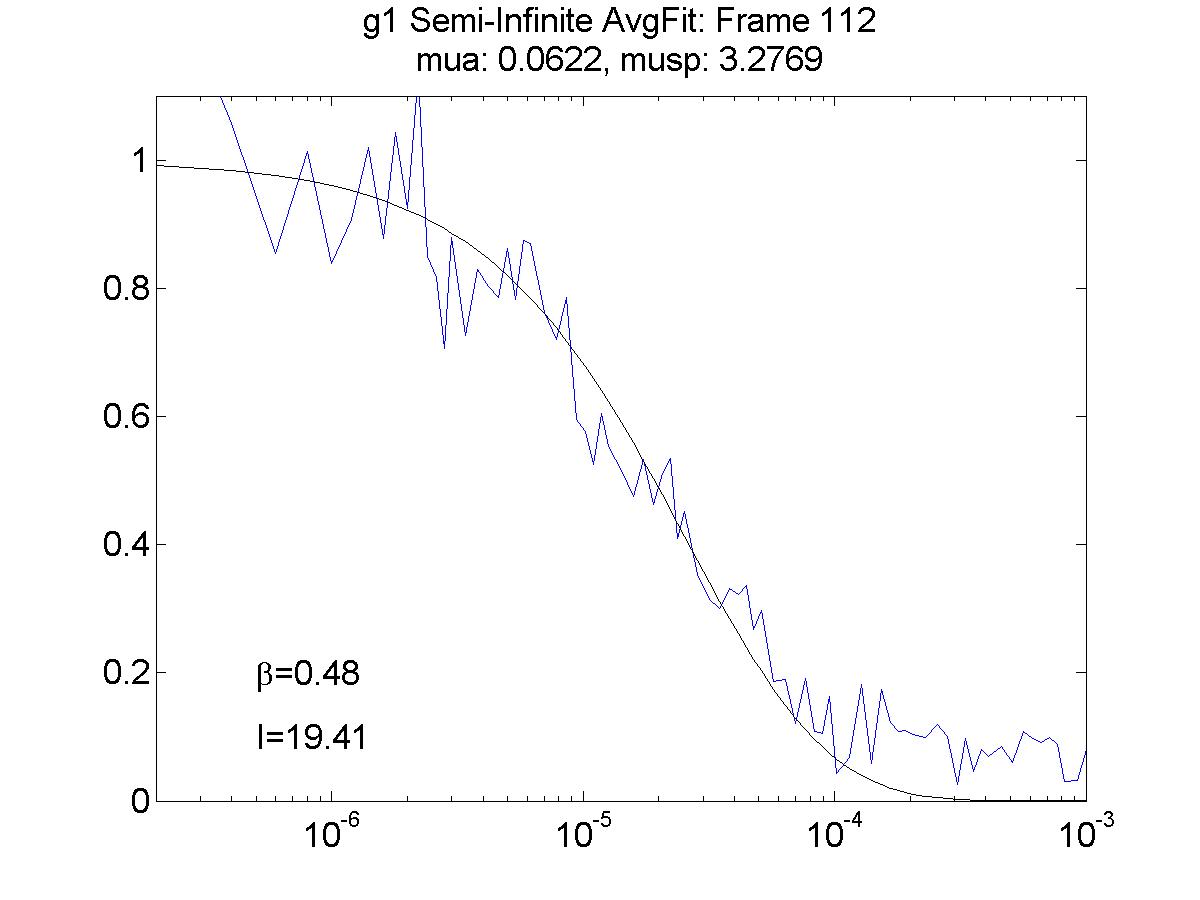 g1 Semi-Infinite AvgFit: Frame 112
mua: 0.0622, musp: 3.2769
1
0.8
0.6
0.4
0.2
0
β=0.48
I=19.41
10^-6
10^-5
10^-4
10^-3